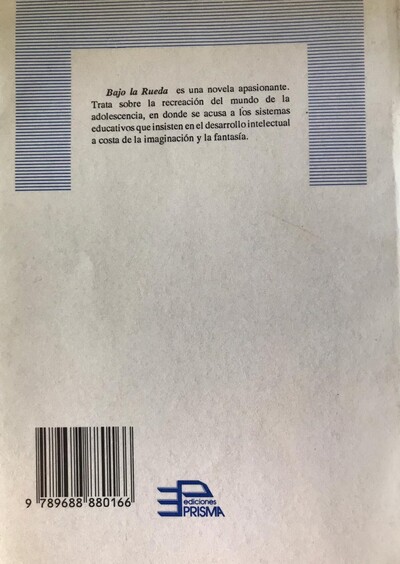 Bajo la Rueda es una novela apasionante.
Trata sobre la recreación del mundo de la
adolescencia, en donde se acusa a los sistemas
educativos que insisten en el desarrollo intelectual
a costa de la imaginación y la fantasía.
9 789688 880166
ediciones
PRISMA